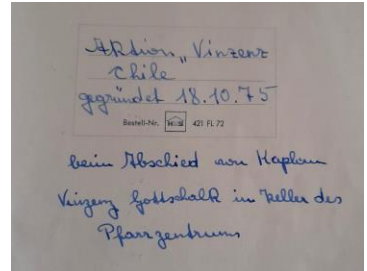 Aktion „Vinzenz
Chile
gegründet 18.10.75
Bestell-Nr. H&S 421 FL 72
beim Abschied von Kaplan
Vinzenz Gottschalk im Keller des
Pfarrzentrums